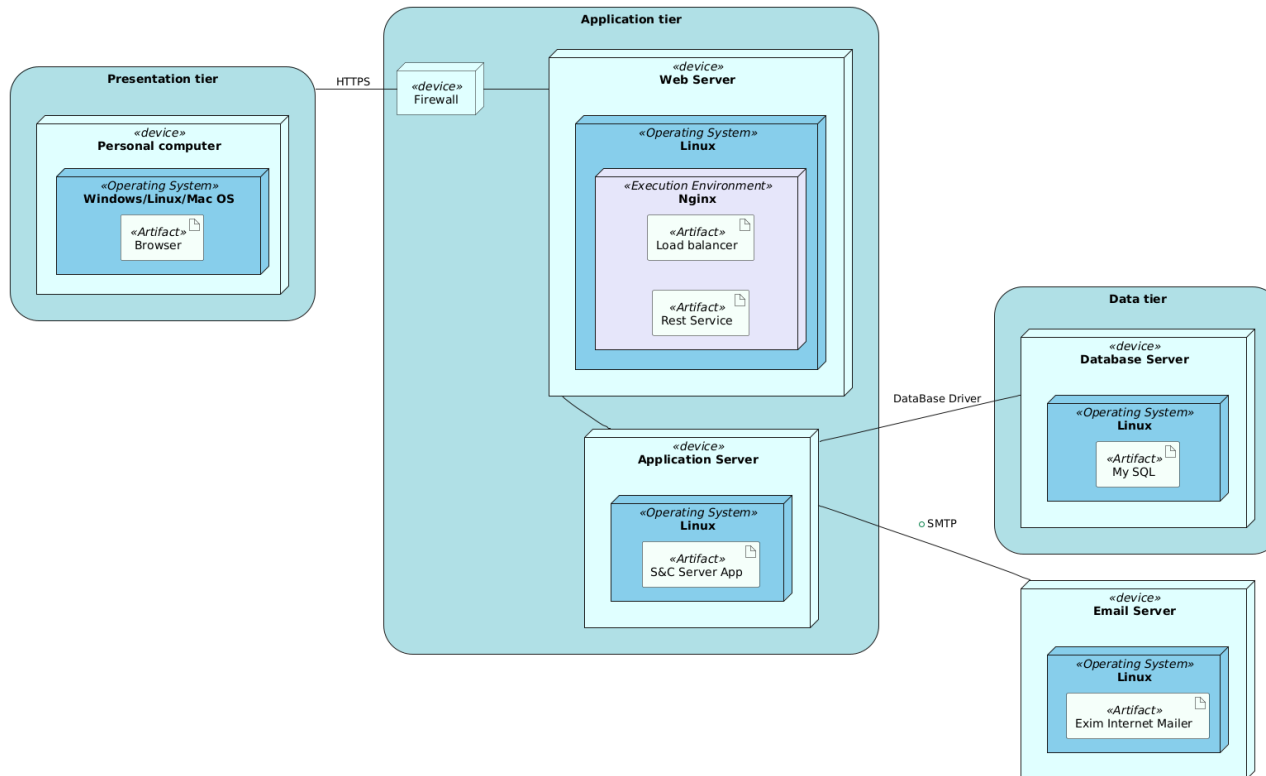 Application tier
Presentation tier
HTTPS
«device»
Firewall
«device»
Web Server
«device»
Personal computer
«Operating System»
Windows/Linux/Mac OS
«Artifact»
Browser
«Operating System»
Linux
«Execution Environment»
Nginx
«Artifact»
Load balancer
«Artifact»
Rest Service
Data tier
«device»
Database Server
DataBase Driver
«Operating System»
Linux
«Artifact»
My SQL
«device»
Application Server
«Operating System»
Linux
«Artifact»
S&C Server App
SMTP
«device»
Email Server
«Operating System»
Linux
«Artifact»
Exim Internet Mailer